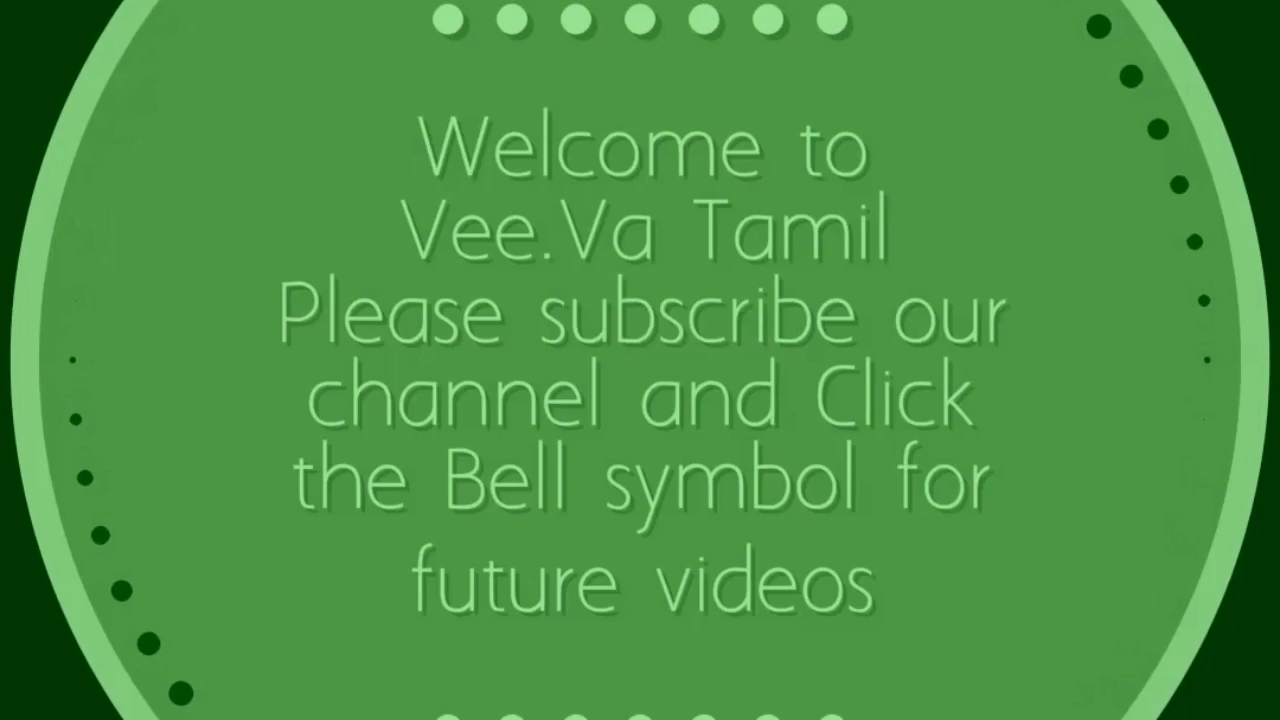 Welcome to
Vee.Va Tamil
Please subscribe our
channel and Click
the Bell symbol for
future videos